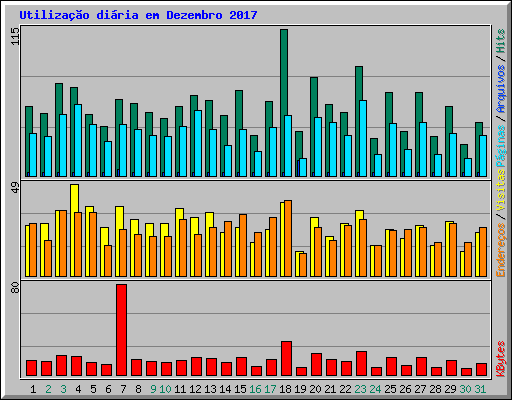 Utilização diária em Dezembro 2017
115
49
80
KBytes
Endereços / Visitas
Páginas / Arquivos / Hits
1 2 3 4 5 6 7 8 9 10 11 12 13 14 15 16 17 18 19 20 21 22 23 24 25 26 27 28 29 30 31